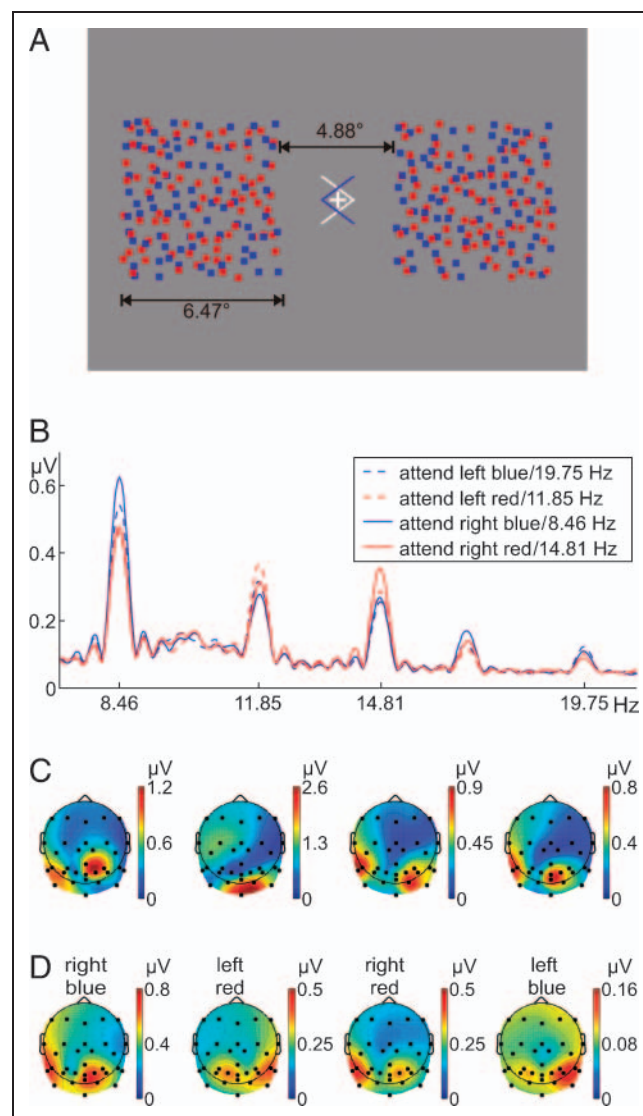 A
4.88°
6.47°
B
μV
0.6
0.4
0.2
0
attend left blue/19.75 Hz
attend left red/11.85 Hz
attend right blue/8.46 Hz
attend right red/14.81 Hz
8.46 11.85 14.81 19.75 Hz
C
μV μV μV μV
1.2 2.6 0.9 0.8
0.6 1.3 0.45 0.4
0 0 0 0
D
right blue
left red
right red
left blue
μV μV μV μV
0.8 0.5 0.5 0.16
0.4 0.25 0.25 0.08
0 0 0 0